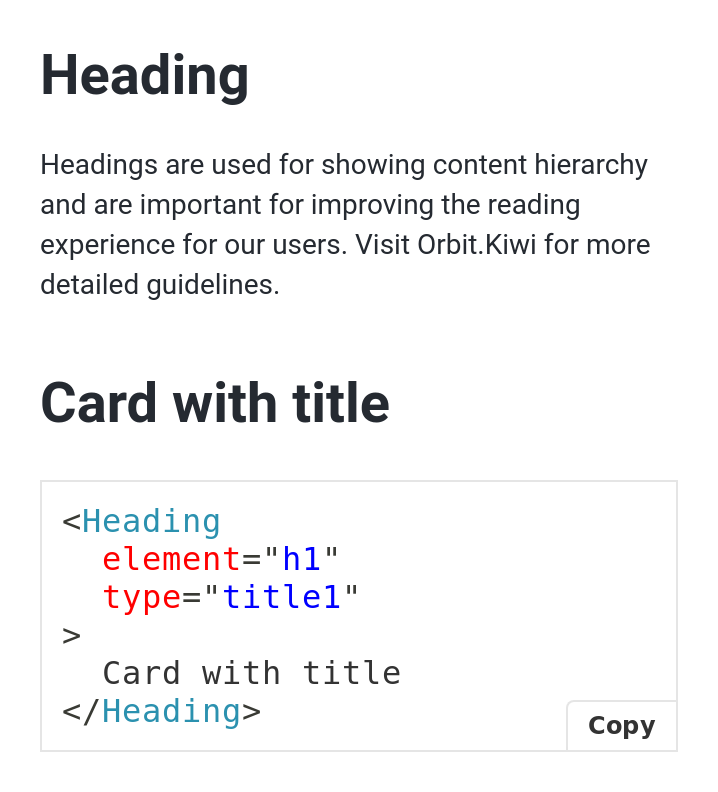 Heading
Headings are used for showing content hierarchy
and are important for improving the reading
experience for our users. Visit Orbit.Kiwi for more
detailed guidelines.
Card with title
<Heading
  element="h1"
  type="title1"
>
  Card with title
</Heading>
Copy